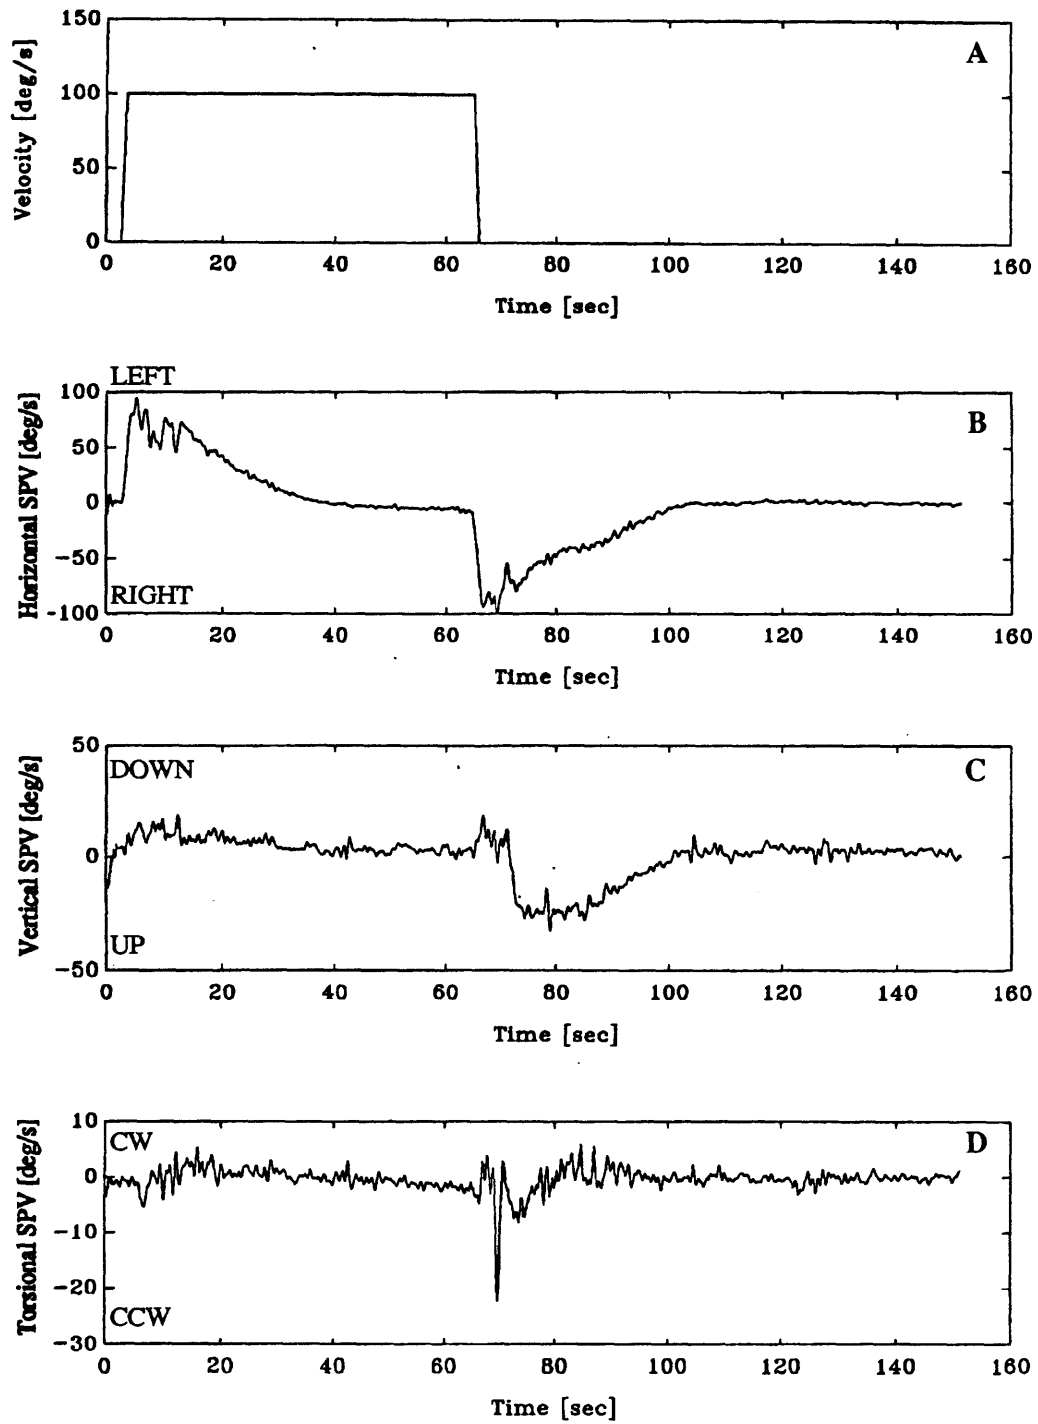 A
Velocity [deg/s]
150
100
50
0
0 20 40 60 80 100 120 140 160
Time [sec]
LEFT
B
Horizontal SPV [deg/s]
100
50
0
-50
RIGHT
-100
0 20 40 60 80 100 120 140 160
Time [sec]
50
DOWN
C
Vertical SPV [deg/s]
0
UP
-50
0 20 40 60 80 100 120 140 160
Time [sec]
10
CW
D
Torsional SPV [deg/s]
0
-10
-20
CCW
-30
0 20 40 60 80 100 120 140 160
Time [sec]